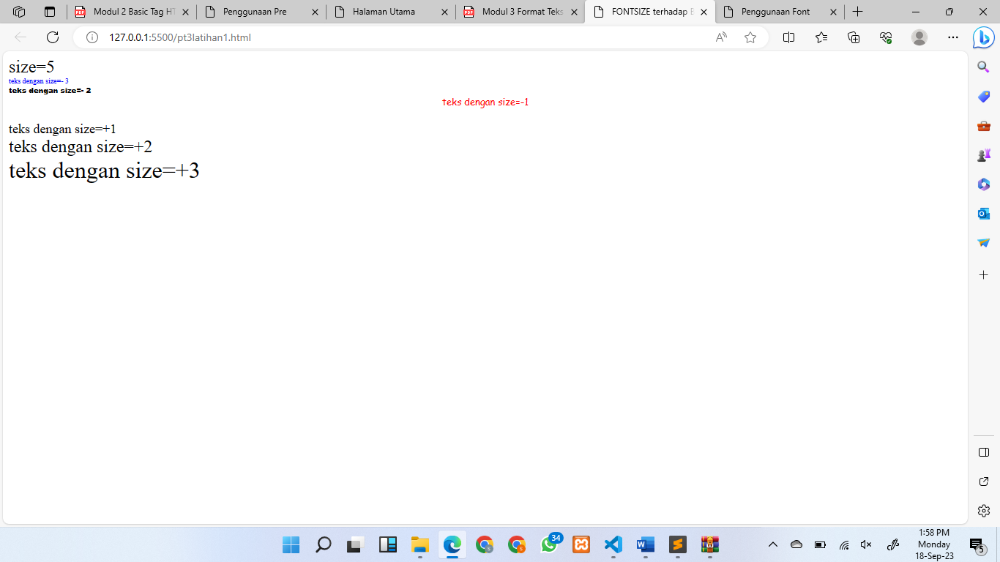 Modul 2 Basic Tag HT
Penggunaan Pre
Halaman Utama
Modul 3 Format Teks
FONTSIZE terhadap B
Penggunaan Font
127.0.0.1:5500/pt3latihan1.html
size=5
teks dengan size=- 3
teks dengan size=- 2
teks dengan size=-1
teks dengan size=+1
teks dengan size=+2
teks dengan size=+3
34
1:58 PM
Monday
18-Sep-23
5